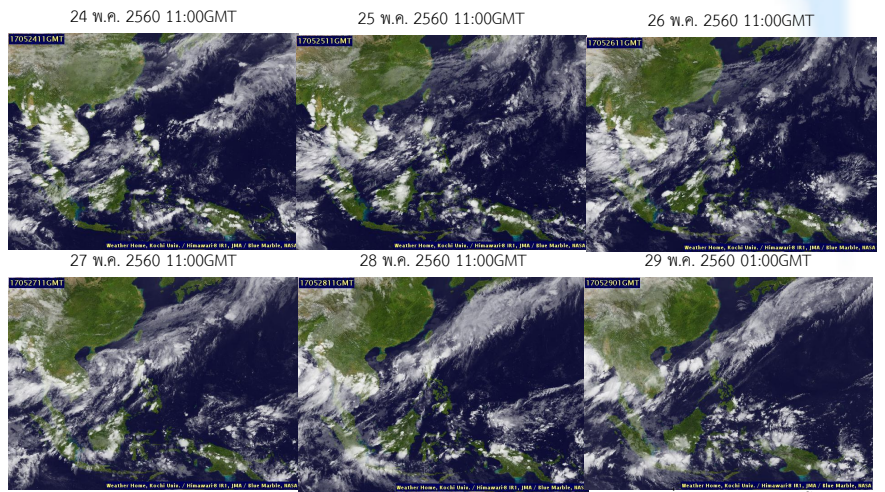 24 พ.ค. 2560 11:00GMT
25 พ.ค. 2560 11:00GMT
26 พ.ค. 2560 11:00GMT
17052411GMT
17052511GMT
17052611GMT
Weather Home, Kochi Univ. / Himawari-8 IR1, JMA / Blue Marble, NASA
Weather Home, Kochi Univ. / Himawari-8 IR1, JMA / Blue Marble, NAS
Weather Home, Kochi Univ. / Himawari-8 IR1, JMA / Blue Marble, NASA
27 พ.ค. 2560 11:00GMT
28 พ.ค. 2560 11:00GMT
29 พ.ค. 2560 01:00GMT
17052711GMT
17052811GMT
17052901GMT
Weather Home, Kochi Univ. / Himawari-8 IR1, JMA / Blue Marble, NAS
Weather Home, Kochi Univ. / Himawari-8 IR1, JMA / Blue Marble, NAS
Weather Home, Kochi Univ. / Himawari-8 IR1, JMA / Blue Marble, NASA